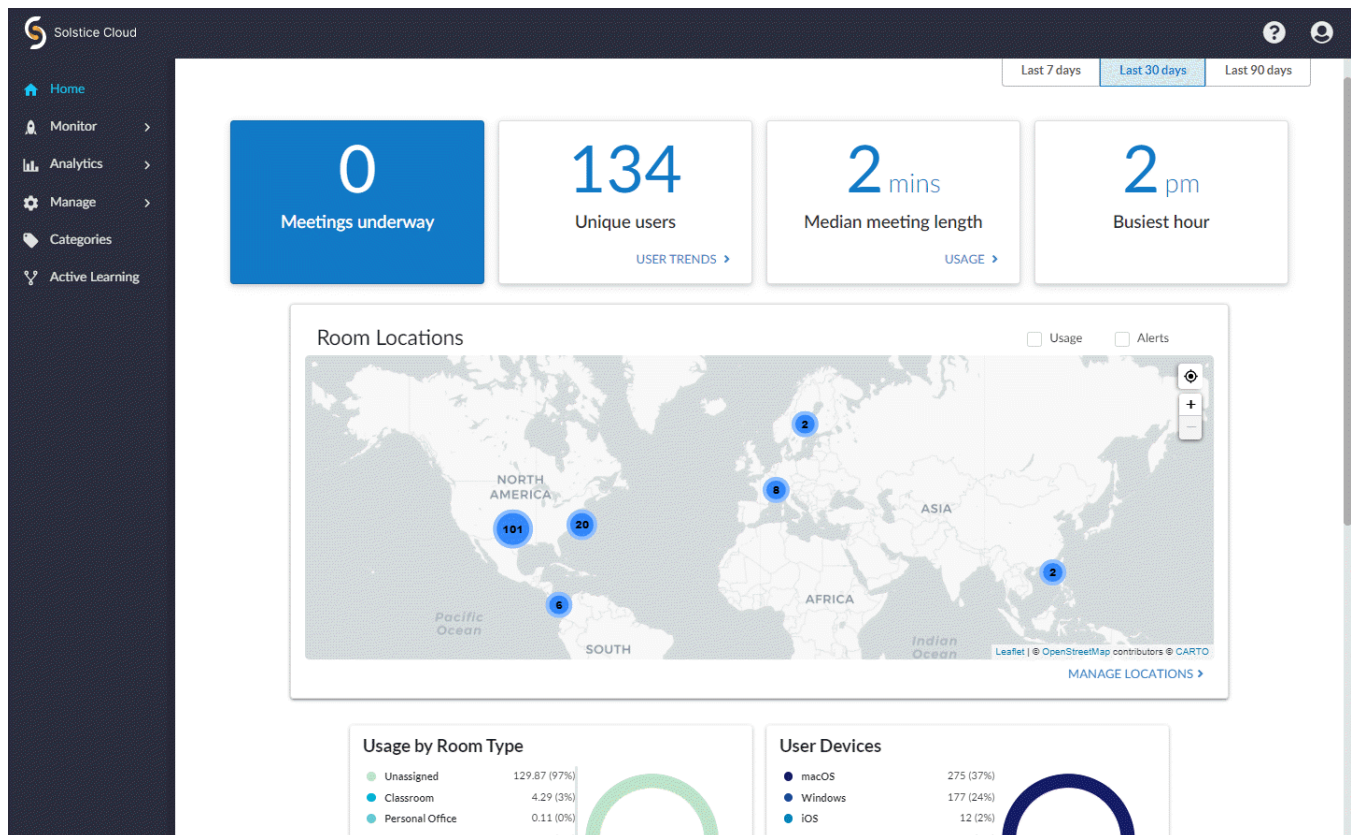 Solstice Cloud
Home
Monitor
Analytics
Manage
Categories
Active Learning
Last 7 days
Last 30 days
Last 90 days
0
Meetings underway
134
Unique users
USER TRENDS
2 mins
Median meeting length
USAGE
2 pm
Busiest hour
Room Locations
Usage
Alerts
+
−
2
8
NORTH
AMERICA
ASIA
101
20
2
6
AFRICA
Pacific
Ocean
SOUTH
Indian
Ocean
Leaflet | © OpenStreetMap contributors © CARTO
MANAGE LOCATIONS
Usage by Room Type
Unassigned 129.87 (97%)
Classroom 4.29 (3%)
Personal Office 0.11 (0%)
User Devices
macOS 275 (37%)
Windows 177 (24%)
iOS 12 (2%)